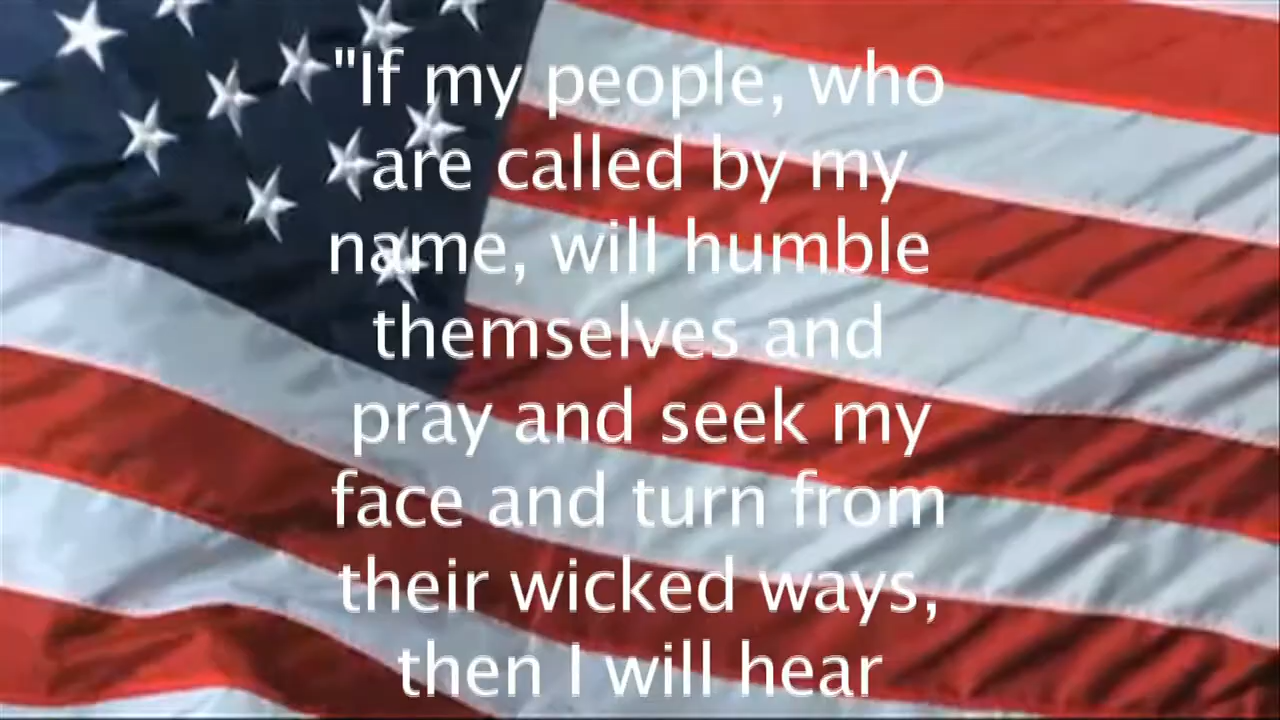 "If my people, who
are called by my
name, will humble
themselves and
pray and seek my
face and turn from
their wicked ways,
then I will hear